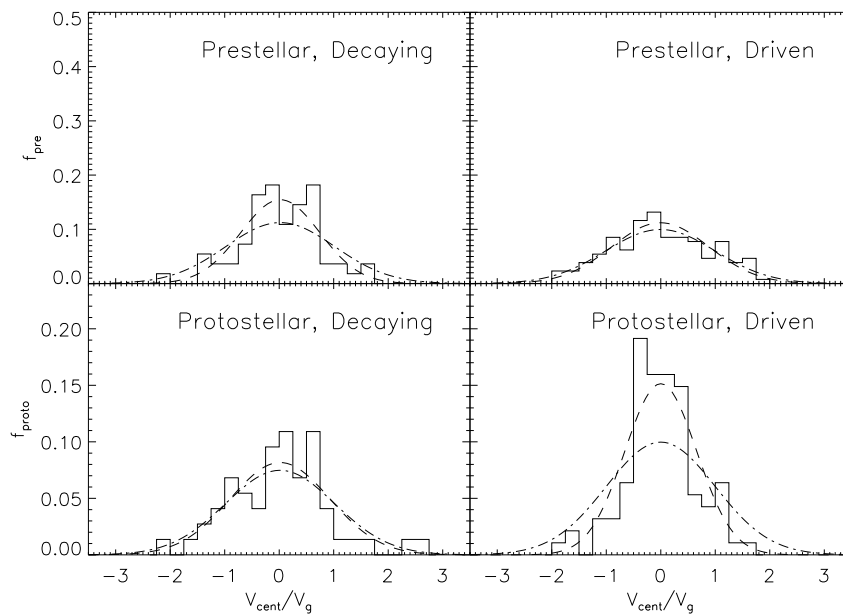 0.5
0.4
0.3
0.2
0.1
0.0
f_pre
Prestellar, Decaying
Prestellar, Driven
0.20
0.15
0.10
0.05
0.00
f_proto
Protostellar, Decaying
Protostellar, Driven
-3 -2 -1 0 1 2 3
-3 -2 -1 0 1 2 3
V_cent/V_g
V_cent/V_g